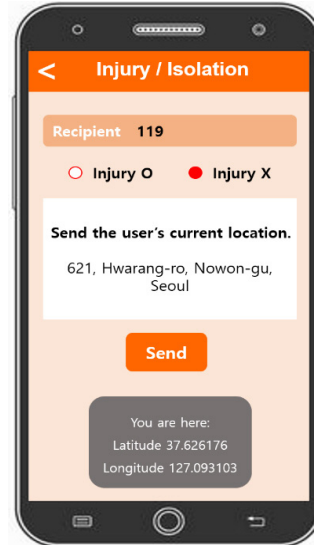 < Injury / Isolation
Recipient 119
Injury O Injury X
Send the user's current location.
621, Hwarang-ro, Nowon-gu,
Seoul
Send
You are here:
Latitude 37.626176
Longitude 127.093103